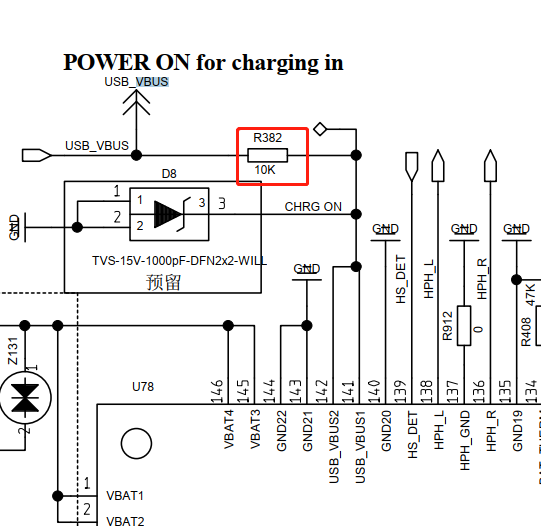 POWER ON for charging in
USB_VBUS
USB_VBUS
R382
10K
D8
1
1
3
3
2
2
CHRG ON
GND
TVS-15V-1000pF-DFN2x2-WILL
预留
GND
GND
GND
GND
HS_DET
HPH_L
HPH_R
R912
0
R408
47K
Z131
1
2
U78
146
145
144
143
142
141
140
139
138
137
136
135
134
VBAT4
VBAT3
GND22
GND21
USB_VBUS2
USB_VBUS1
GND20
HS_DET
HPH_L
HPH_GND
HPH_R
GND19
1
VBAT1
2
VBAT2